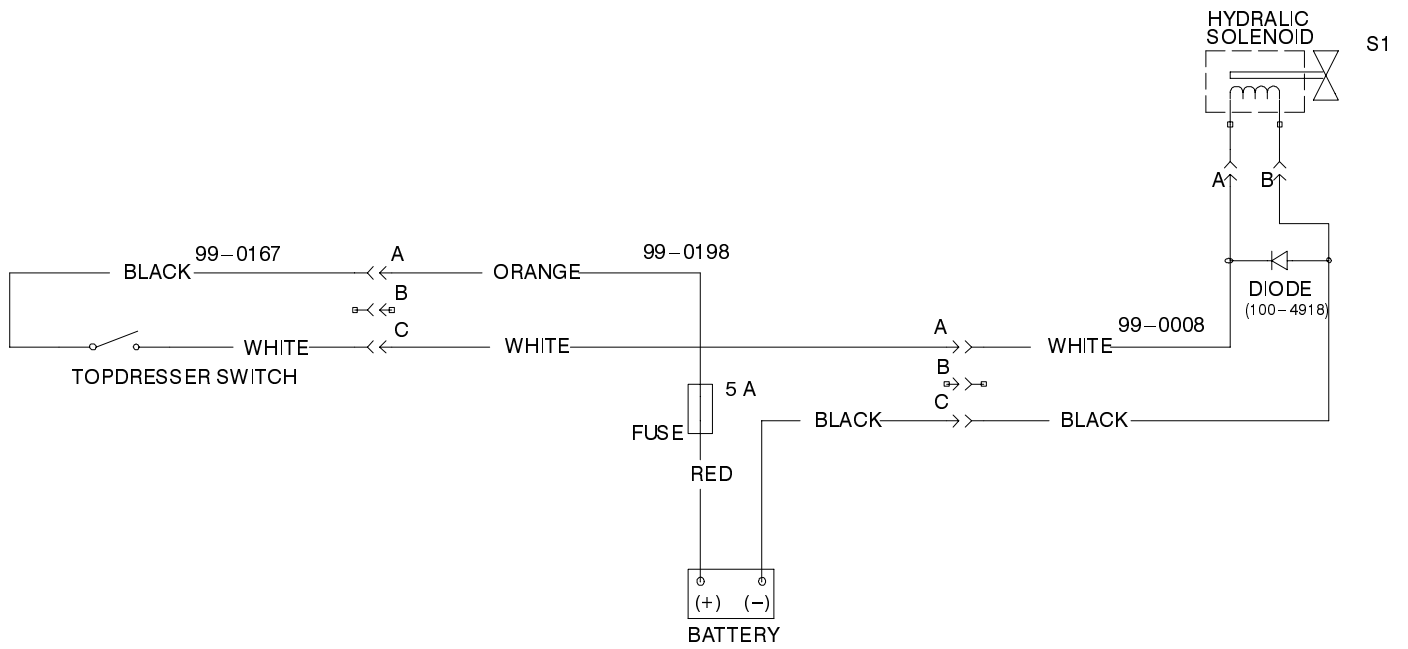 HYDRALIC
SOLENOID
S1
A
B
99-0167
A
99-0198
BLACK
ORANGE
DIODE
(100-4918)
B
C
A
99-0008
WHITE
WHITE
WHITE
TOPDRESSER SWITCH
B
5 A
C
FUSE
BLACK
BLACK
RED
(+)
(-)
BATTERY